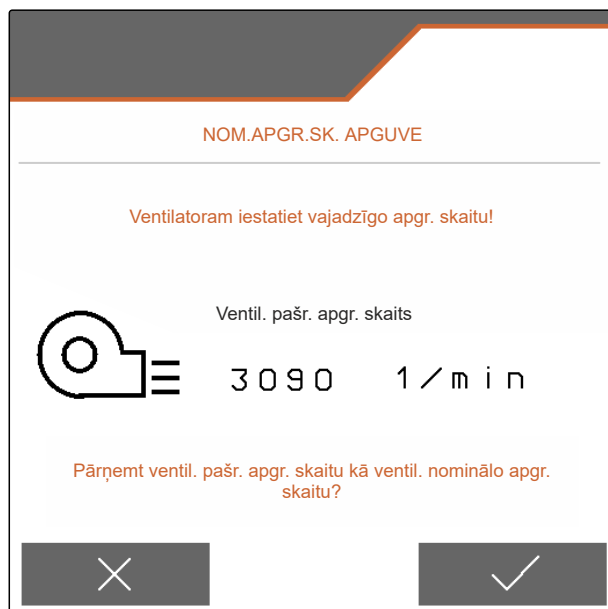 NOM.APGR.SK. APGUVE
Ventilatoram iestatiet vajadzīgo apgr. skaitu!
Ventil. pašr. apgr. skaits
3090 1/min
Pārņemt ventil. pašr. apgr. skaitu kā ventil. nominālo apgr.
skaitu?